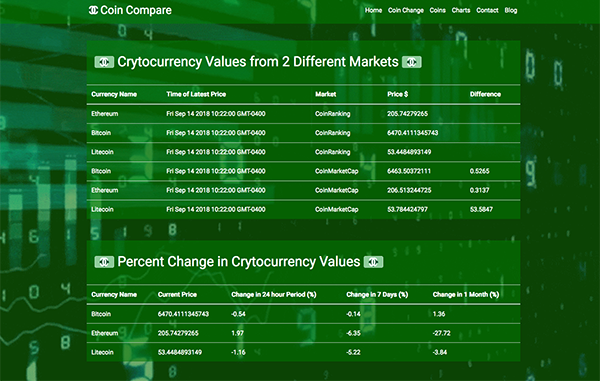 Coin Compare
Home Coin Change Coins Charts Contact Blog
Crytocurrency Values from 2 Different Markets
Currency Name Time of Latest Price Market Price $ Difference
Ethereum Fri Sep 14 2018 10:22:00 GMT-0400 CoinRanking 205.74279265
Bitcoin Fri Sep 14 2018 10:22:00 GMT-0400 CoinRanking 6470.4111345743
Litecoin Fri Sep 14 2018 10:22:00 GMT-0400 CoinRanking 53.4484893149
Bitcoin Fri Sep 14 2018 10:22:00 GMT-0400 CoinMarketCap 6463.50372111 0.5265
Ethereum Fri Sep 14 2018 10:22:00 GMT-0400 CoinMarketCap 206.513244725 0.3137
Litecoin Fri Sep 14 2018 10:22:00 GMT-0400 CoinMarketCap 53.784424797 53.5847
Percent Change in Crytocurrency Values
Currency Name Current Price Change in 24 hour Period (%) Change in 7 Days (%) Change in 1 Month (%)
Bitcoin 6470.4111345743 -0.54 -0.14 1.36
Ethereum 205.74279265 1.97 -6.35 -27.72
Litecoin 53.4484893149 -1.16 -5.22 -3.84